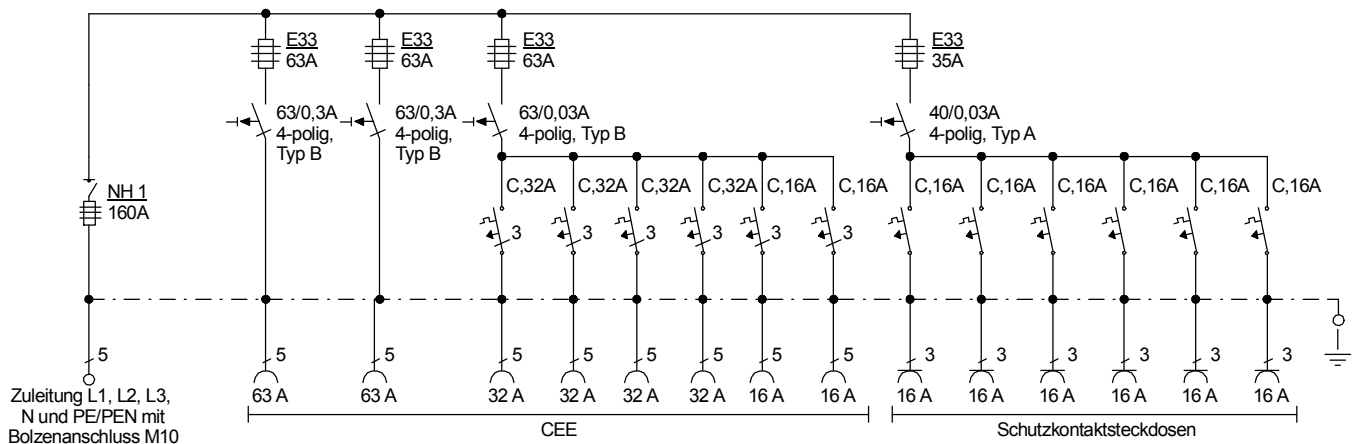 E33
63A
E33
63A
E33
63A
E33
35A
63/0,3A
4-polig,
Typ B
63/0,3A
4-polig,
Typ B
63/0,03A
4-polig, Typ B
40/0,03A
4-polig, Typ A
NH 1
160A
C,32A
C,32A
C,32A
C,32A
C,16A
C,16A
C,16A
C,16A
C,16A
C,16A
C,16A
C,16A
3
3
3
3
3
3
5
5
5
5
5
5
5
5
5
3
3
3
3
3
3
Zuleitung L1, L2, L3,
N und PE/PEN mit
Bolzenanschluss M10
63 A
63 A
32 A
32 A
32 A
32 A
16 A
16 A
16 A
16 A
16 A
16 A
16 A
16 A
CEE
Schutzkontaktsteckdosen